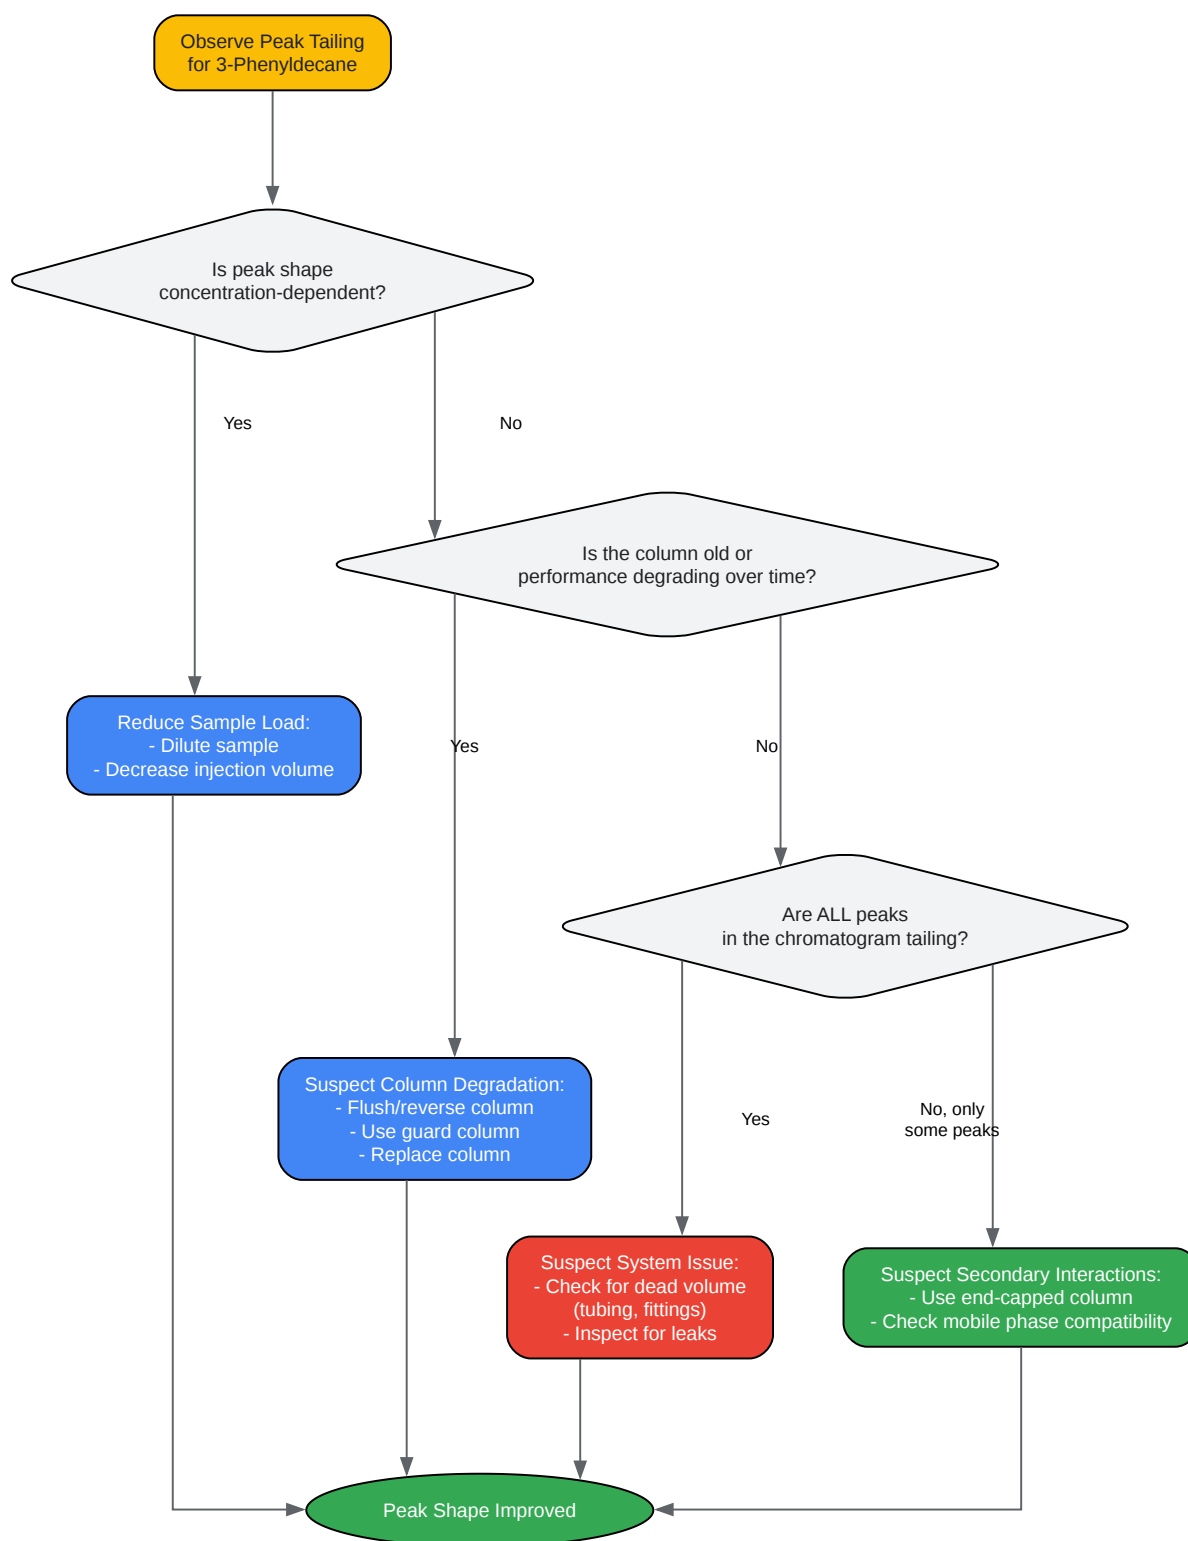 Observe Peak Tailing
for 3-Phenyldecane
Is peak shape
concentration-dependent?
Yes
No
Is the column old or
performance degrading over time?
Reduce Sample Load:
- Dilute sample
- Decrease injection volume
Yes
No
Are ALL peaks
in the chromatogram tailing?
Suspect Column Degradation:
- Flush/reverse column
- Use guard column
- Replace column
Yes
No, only
some peaks
Suspect System Issue:
- Check for dead volume
(tubing, fittings)
- Inspect for leaks
Suspect Secondary Interactions:
- Use end-capped column
- Check mobile phase compatibility
Peak Shape Improved